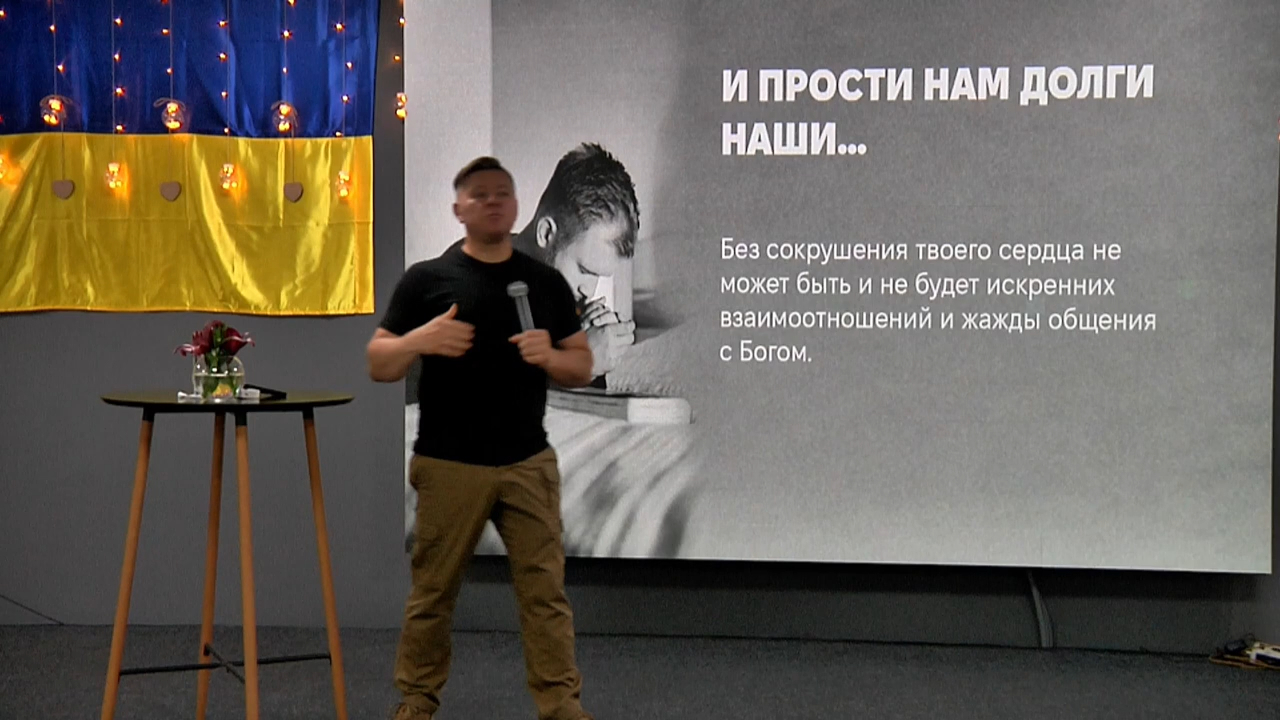 И ПРОСТИ НАМ ДОЛГИ
НАШИ...
Без сокрушения твоего сердца не
может быть и не будет искренних
взаимоотношений и жажды общения
с Богом.